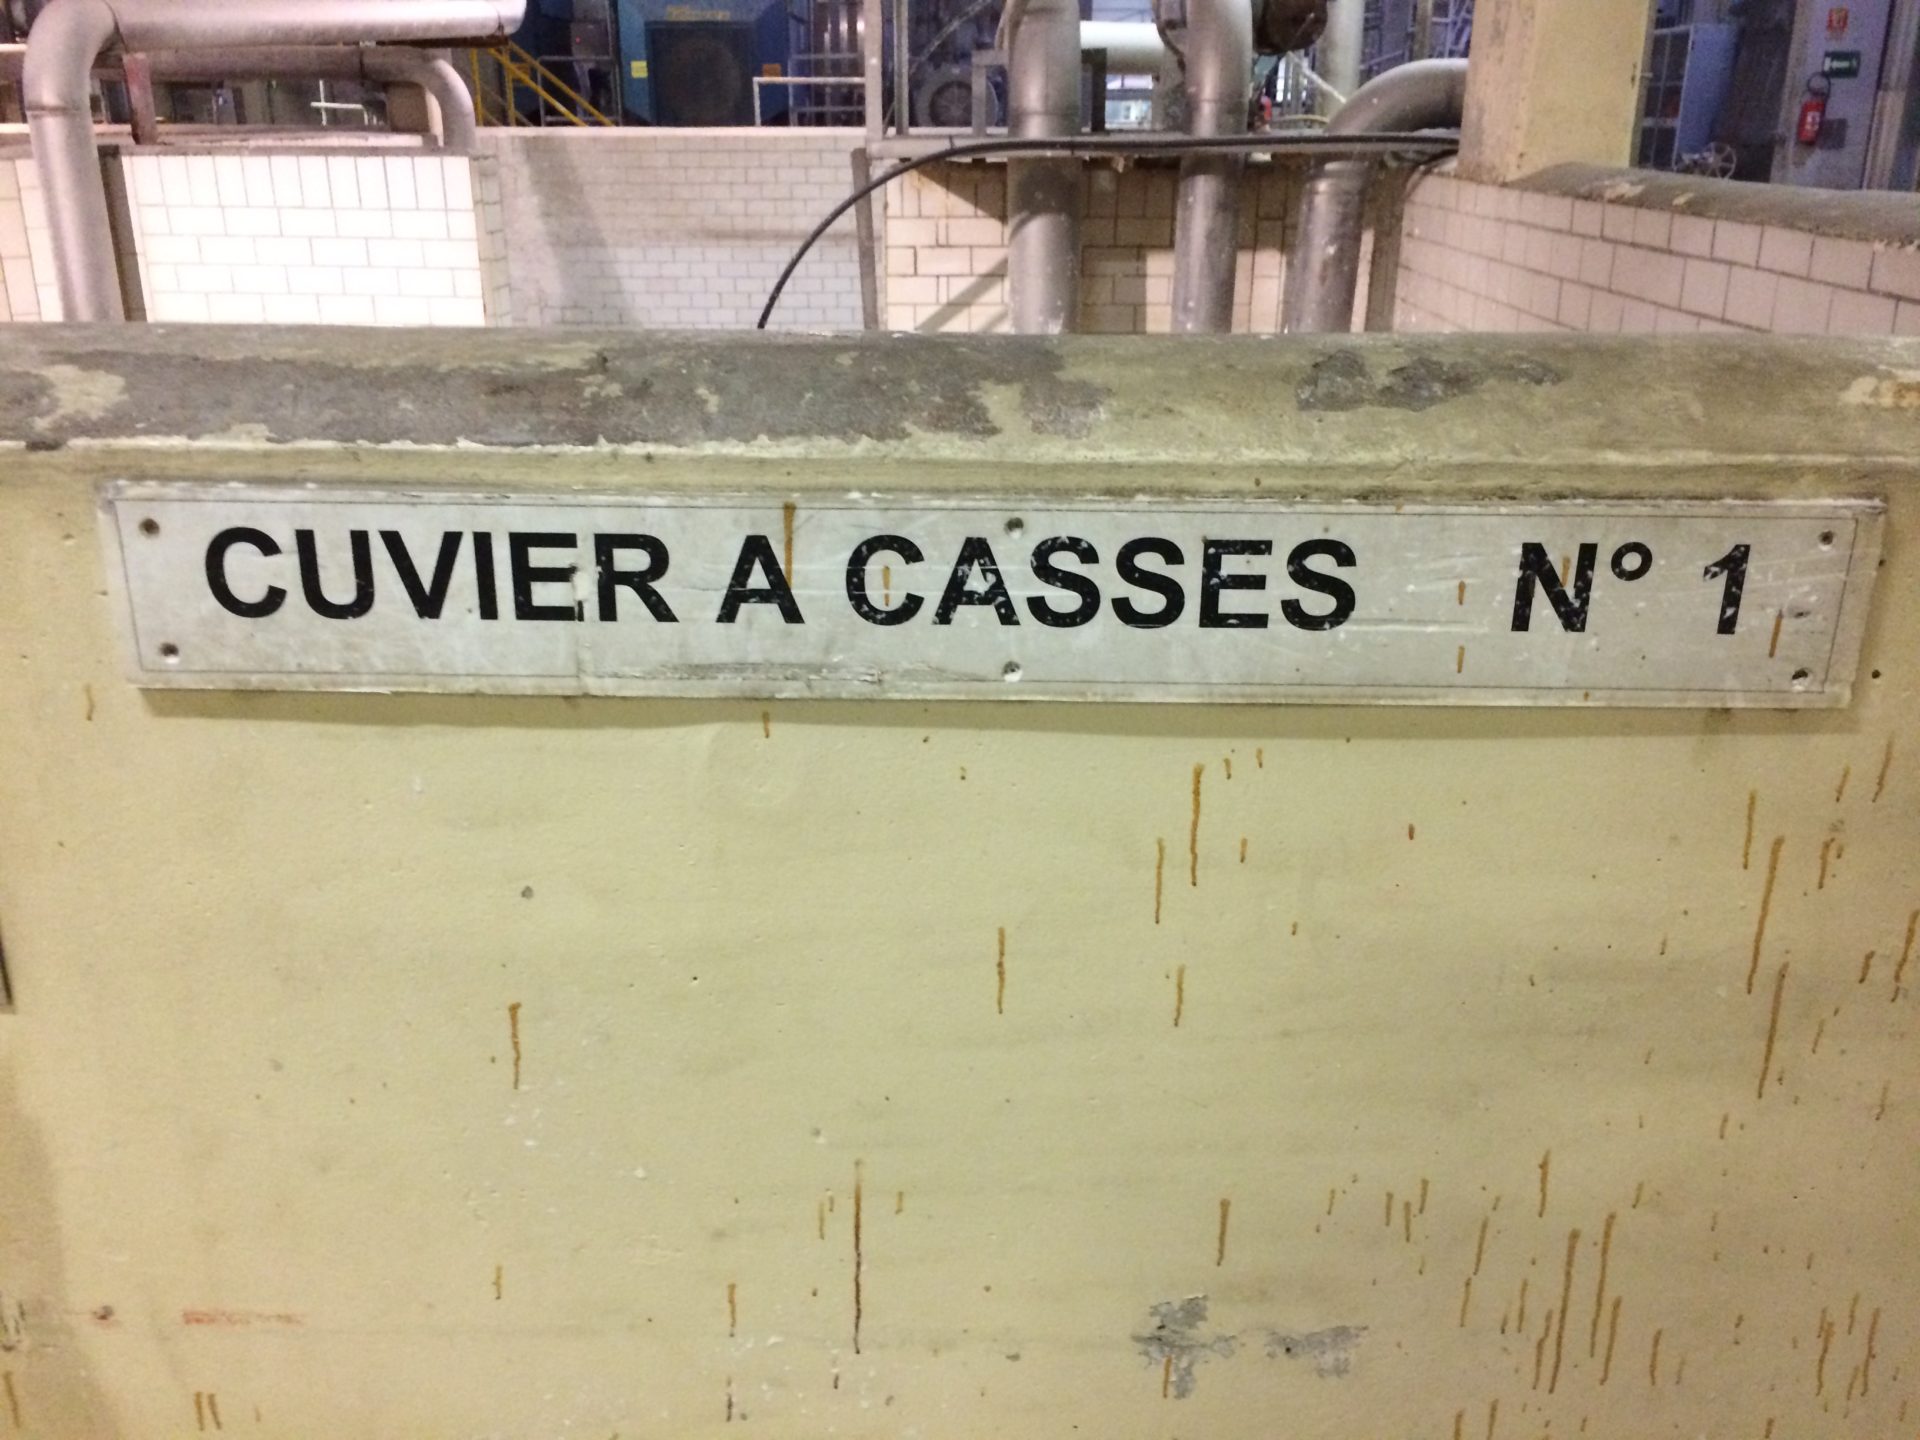 CUVIER A CASSES N° 1